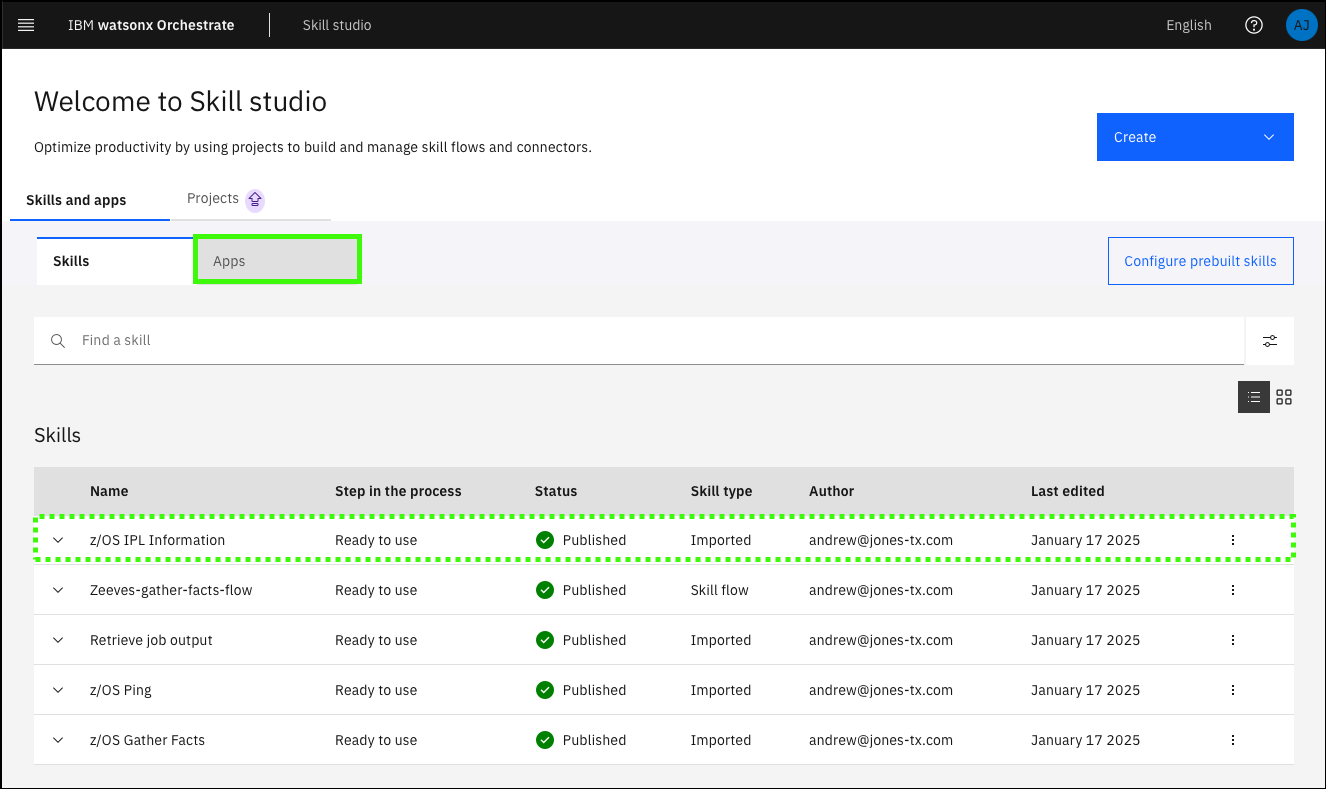 IBM watsonx Orchestrate Skill studio English AJ
Welcome to Skill studio
Optimize productivity by using projects to build and manage skill flows and connectors.
Create
Skills and apps Projects
Skills Apps Configure prebuilt skills
Find a skill
Skills
Name Step in the process Status Skill type Author Last edited
z/OS IPL Information Ready to use Published Imported andrew@jones-tx.com January 17 2025
Zeeves-gather-facts-flow Ready to use Published Skill flow andrew@jones-tx.com January 17 2025
Retrieve job output Ready to use Published Imported andrew@jones-tx.com January 17 2025
z/OS Ping Ready to use Published Imported andrew@jones-tx.com January 17 2025
z/OS Gather Facts Ready to use Published Imported andrew@jones-tx.com January 17 2025